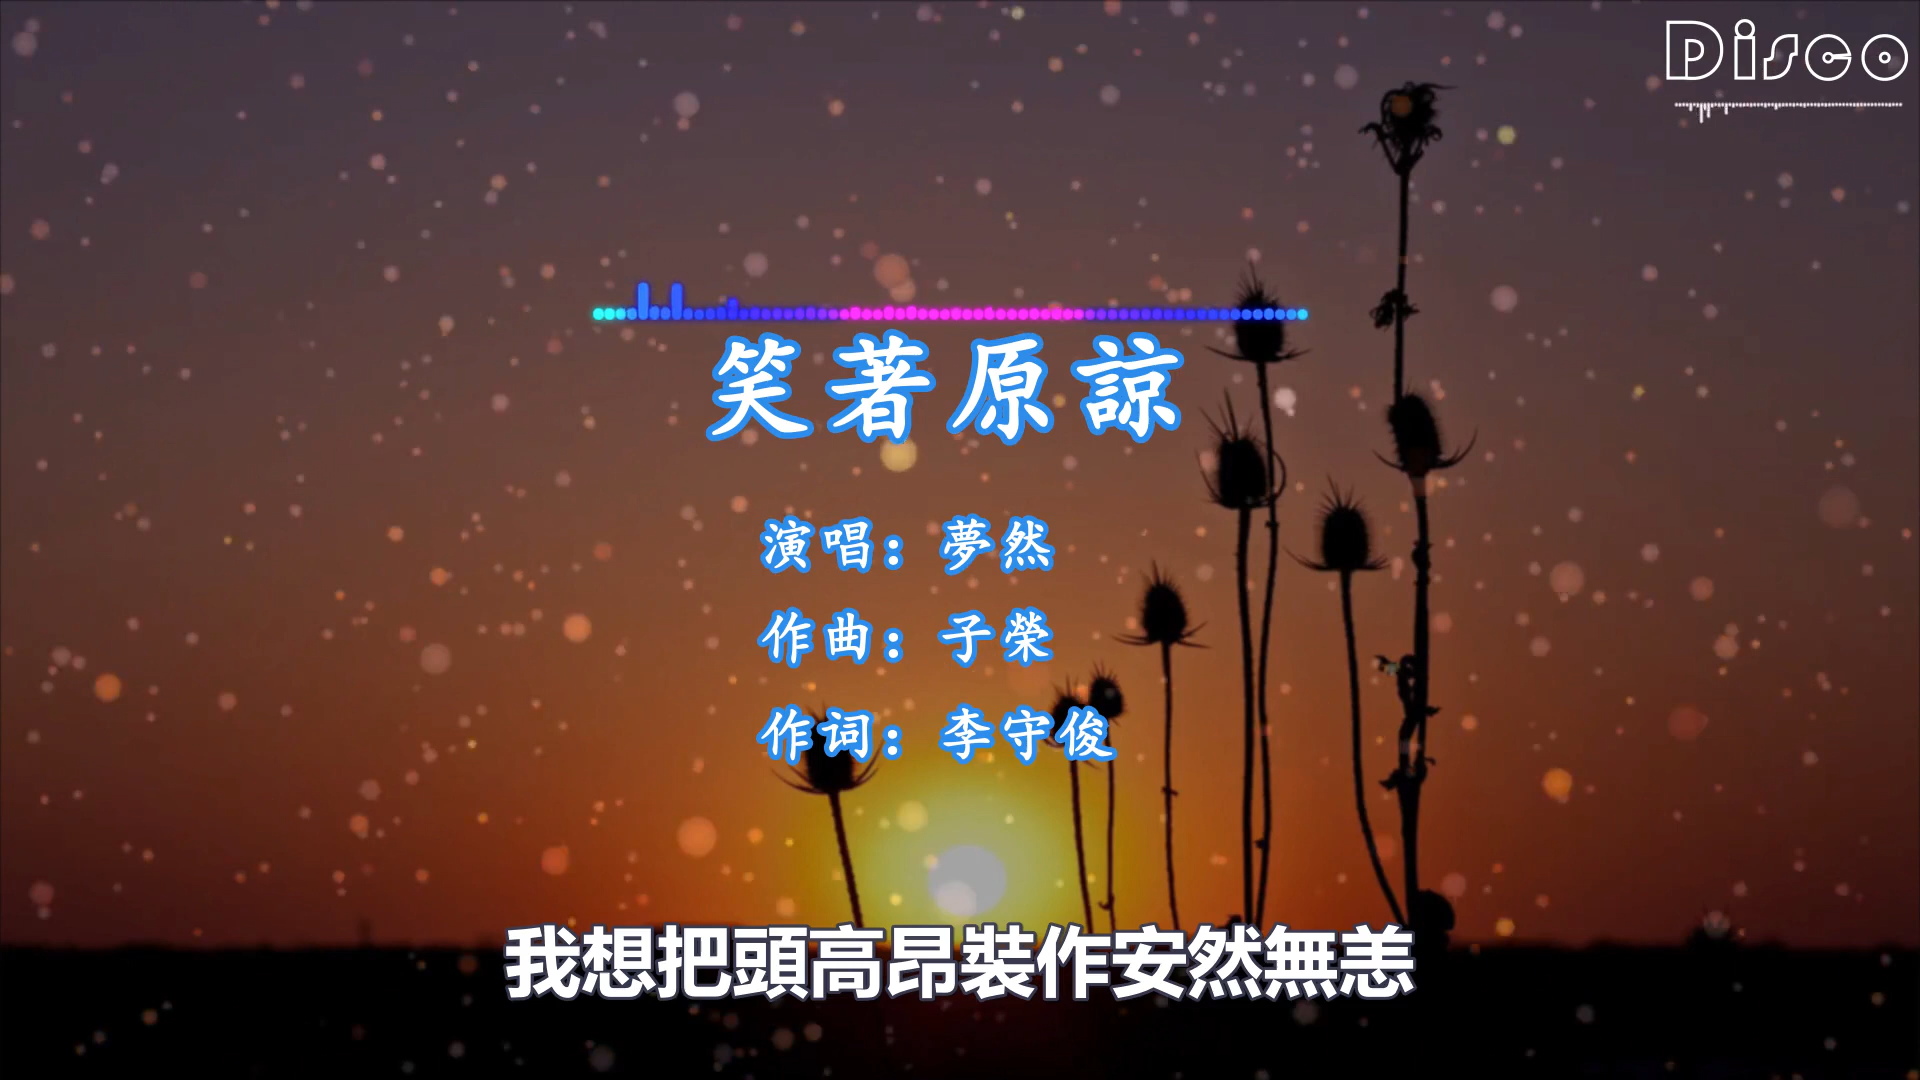 Disco
笑著原諒
演唱：夢然
作曲：子榮
作词：李守俊
我想把頭高昂裝作安然無恙